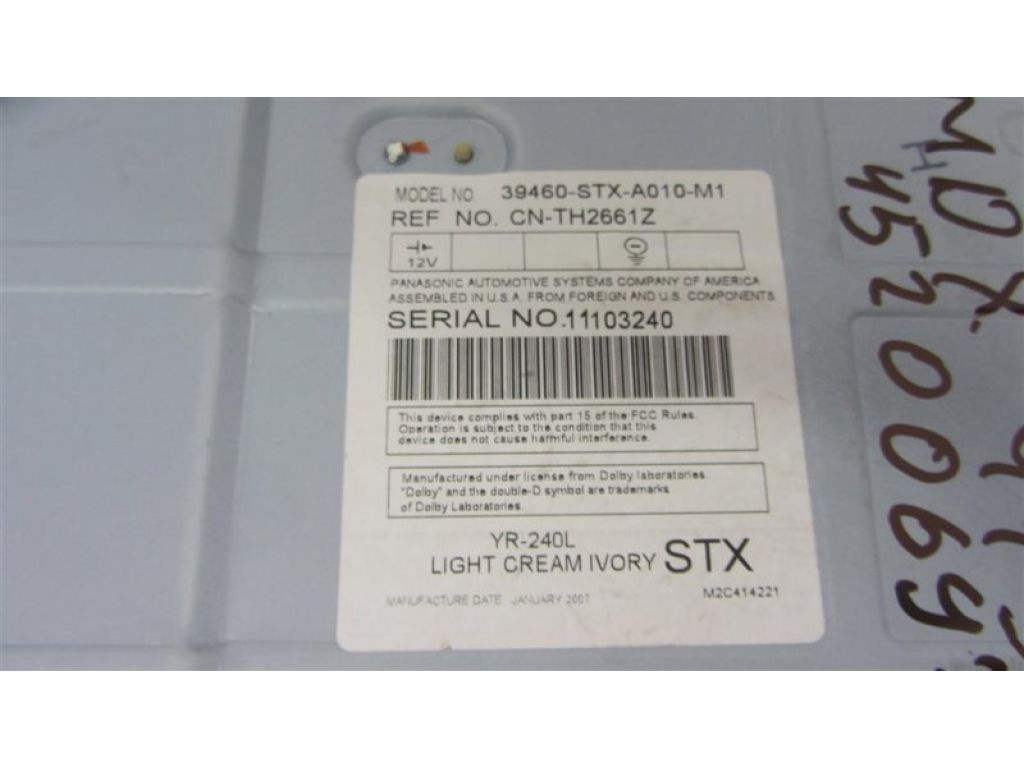 MODEL NO. 39460-STX-A010-M1
REF NO. CN-TH2661Z
12V
PANASONIC AUTOMOTIVE SYSTEMS COMPANY OF AMERICA
ASSEMBLED IN U.S.A. FROM FOREIGN AND U.S. COMPONENTS
SERIAL NO.11103240
This device complies with part 15 of the FCC Rules.
Operation is subject to the condition that this
device does not cause harmful interference.
Manufactured under license from Dolby laboratories.
"Dolby" and the double-D symbol are trademarks
of Dolby Laboratories.
YR-240L
LIGHT CREAM IVORY STX
MANUFACTURE DATE JANUARY 2007
M2C414221